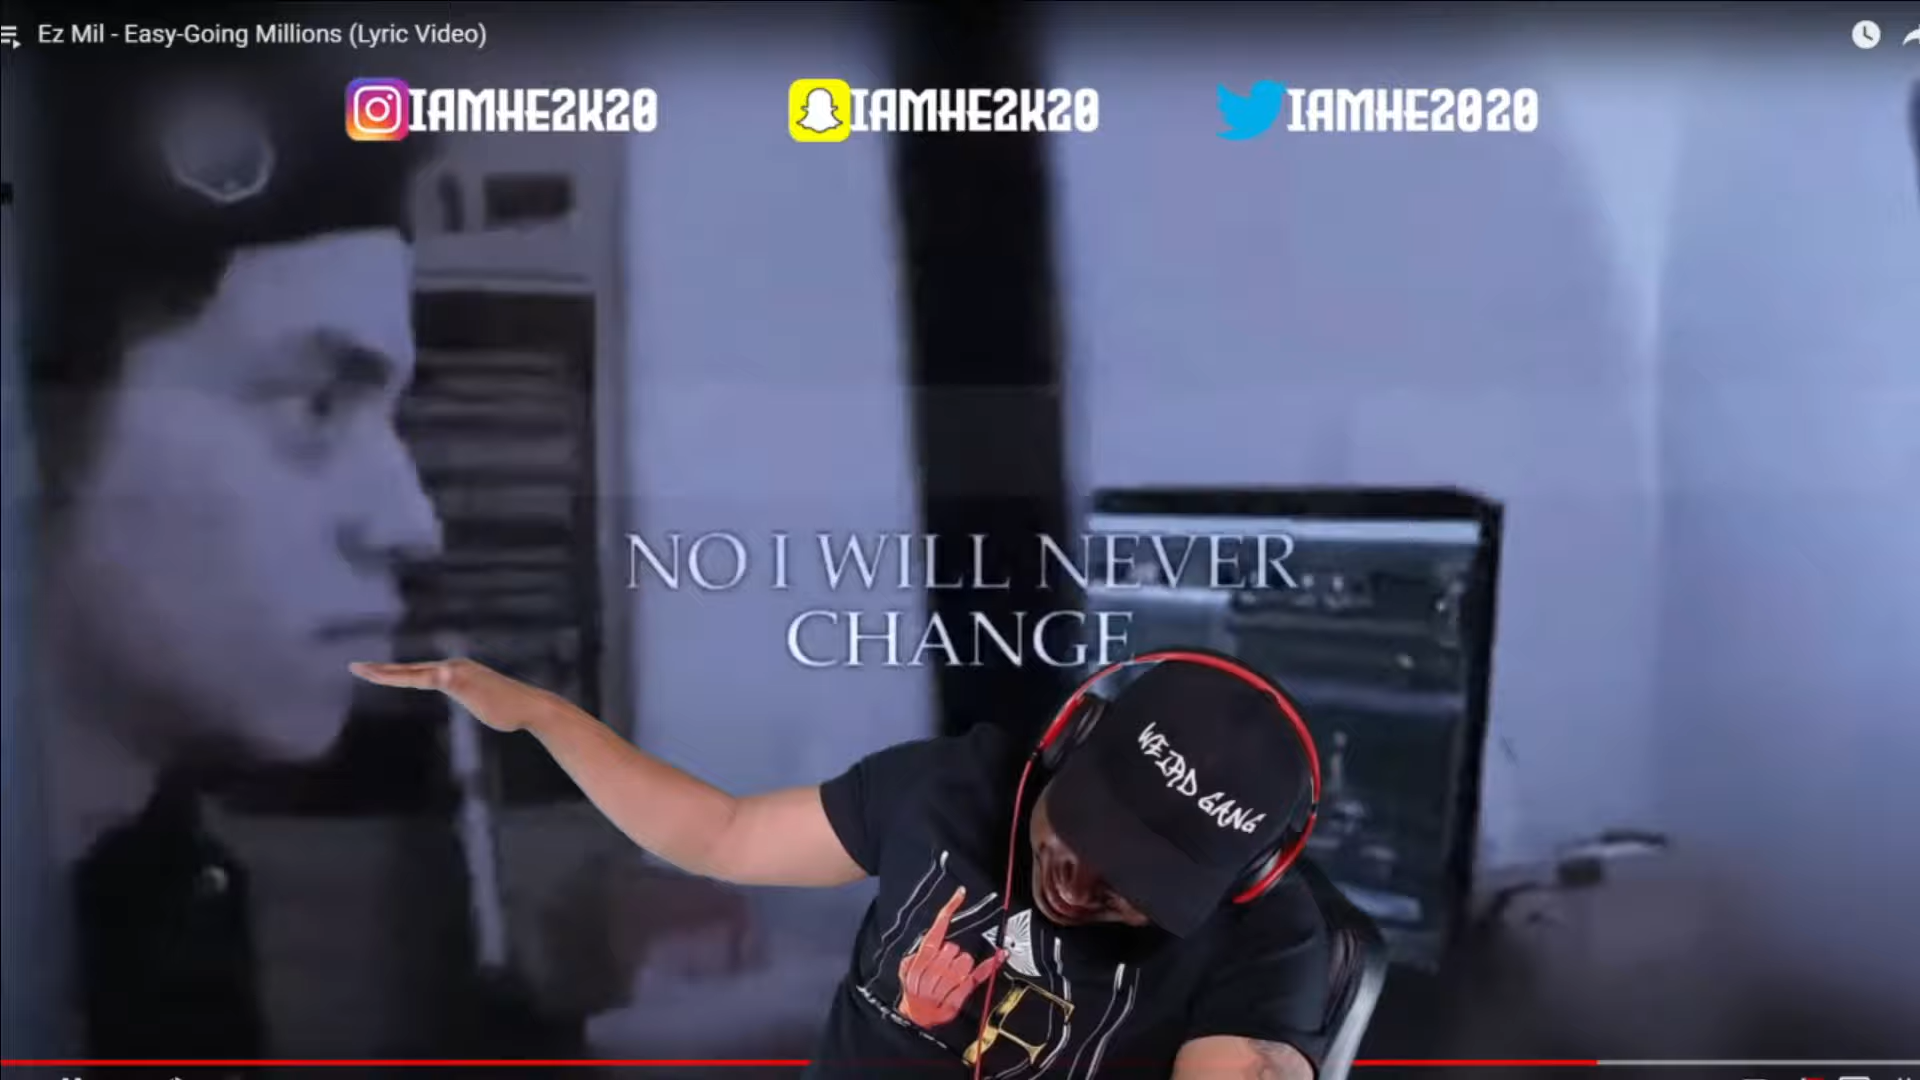 Ez Mil - Easy-Going Millions (Lyric Video)
IAMHE2K20
IAMHE2K20
IAMHE2020
NO I WILL NEVER
CHANGE
WEIRD GANG